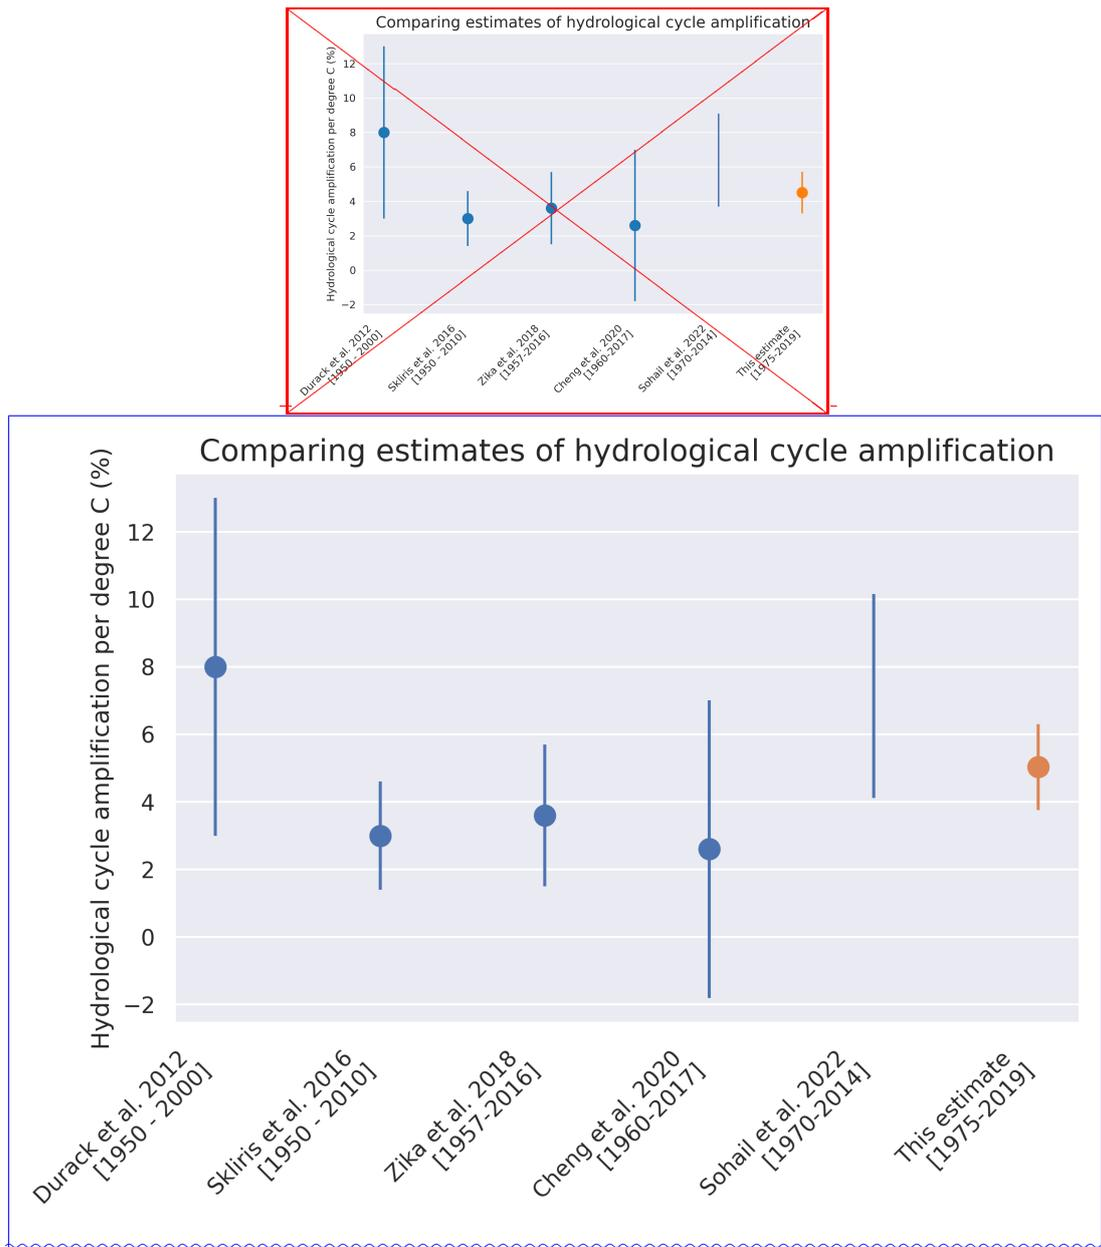 Comparing estimates of hydrological cycle amplification
Hydrological cycle amplification per degree C (%)
12
10
8
6
4
2
0
−2
Durack et al. 2012
[1950 - 2000]
Skliris et al. 2016
[1950 - 2010]
Zika et al. 2018
[1957-2016]
Cheng et al. 2020
[1960-2017]
Sohail et al. 2022
[1970-2014]
This estimate
[1975-2019]
Comparing estimates of hydrological cycle amplification
Hydrological cycle amplification per degree C (%)
12
10
8
6
4
2
0
−2
Durack et al. 2012
[1950 - 2000]
Skliris et al. 2016
[1950 - 2010]
Zika et al. 2018
[1957-2016]
Cheng et al. 2020
[1960-2017]
Sohail et al. 2022
[1970-2014]
This estimate
[1975-2019]